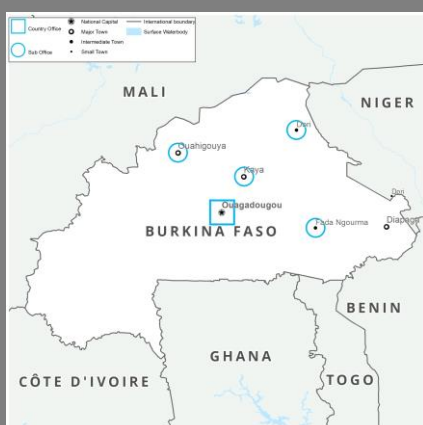 Country Office
Sub Office
National Capital
Major Town
Intermediate Town
Small Town
International boundary
Surface Waterbody
MALI
NIGER
Dori
Ouahigouya
Kaya
Ouagadougou
Fada Ngourma
Diapaga
BURKINA FASO
BENIN
GHANA
CÔTE D'IVOIRE
TOGO